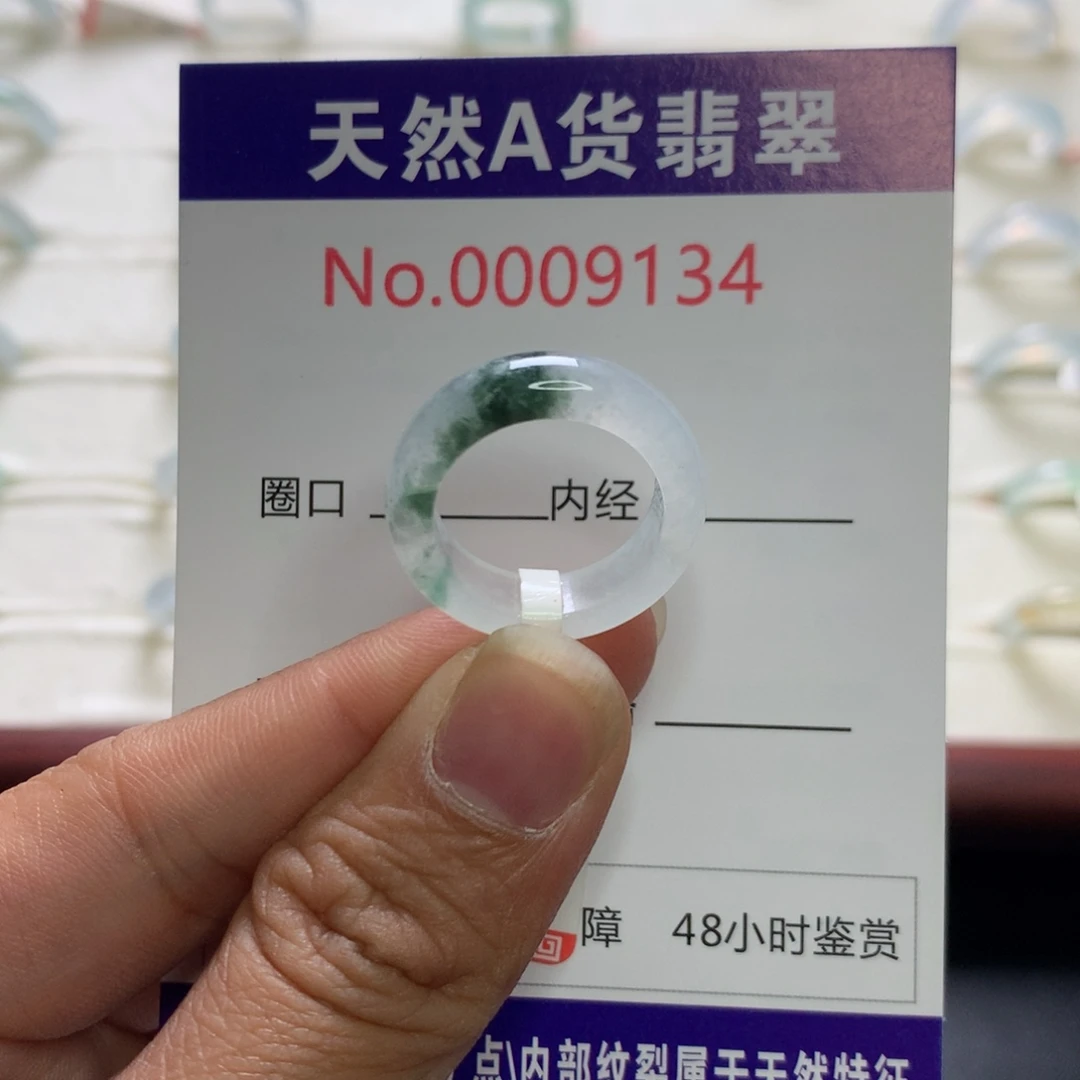 天然A货翡翠
No.0009134
圈口 内经
障 48小时鉴赏
点\内部纹裂属于天然特征